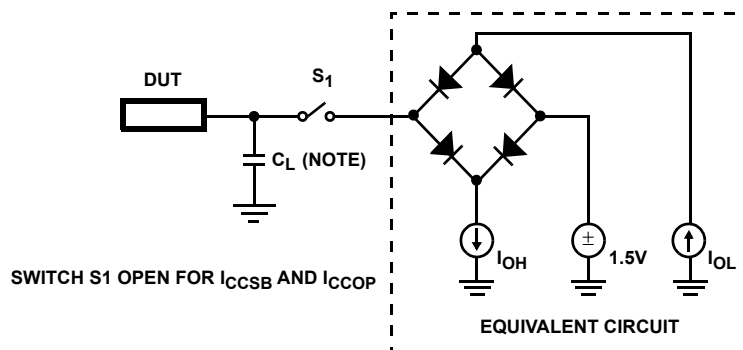 DUT
S1
CL (NOTE)
IOH
±
1.5V
IOL
SWITCH S1 OPEN FOR ICCSB AND ICCOP
EQUIVALENT CIRCUIT